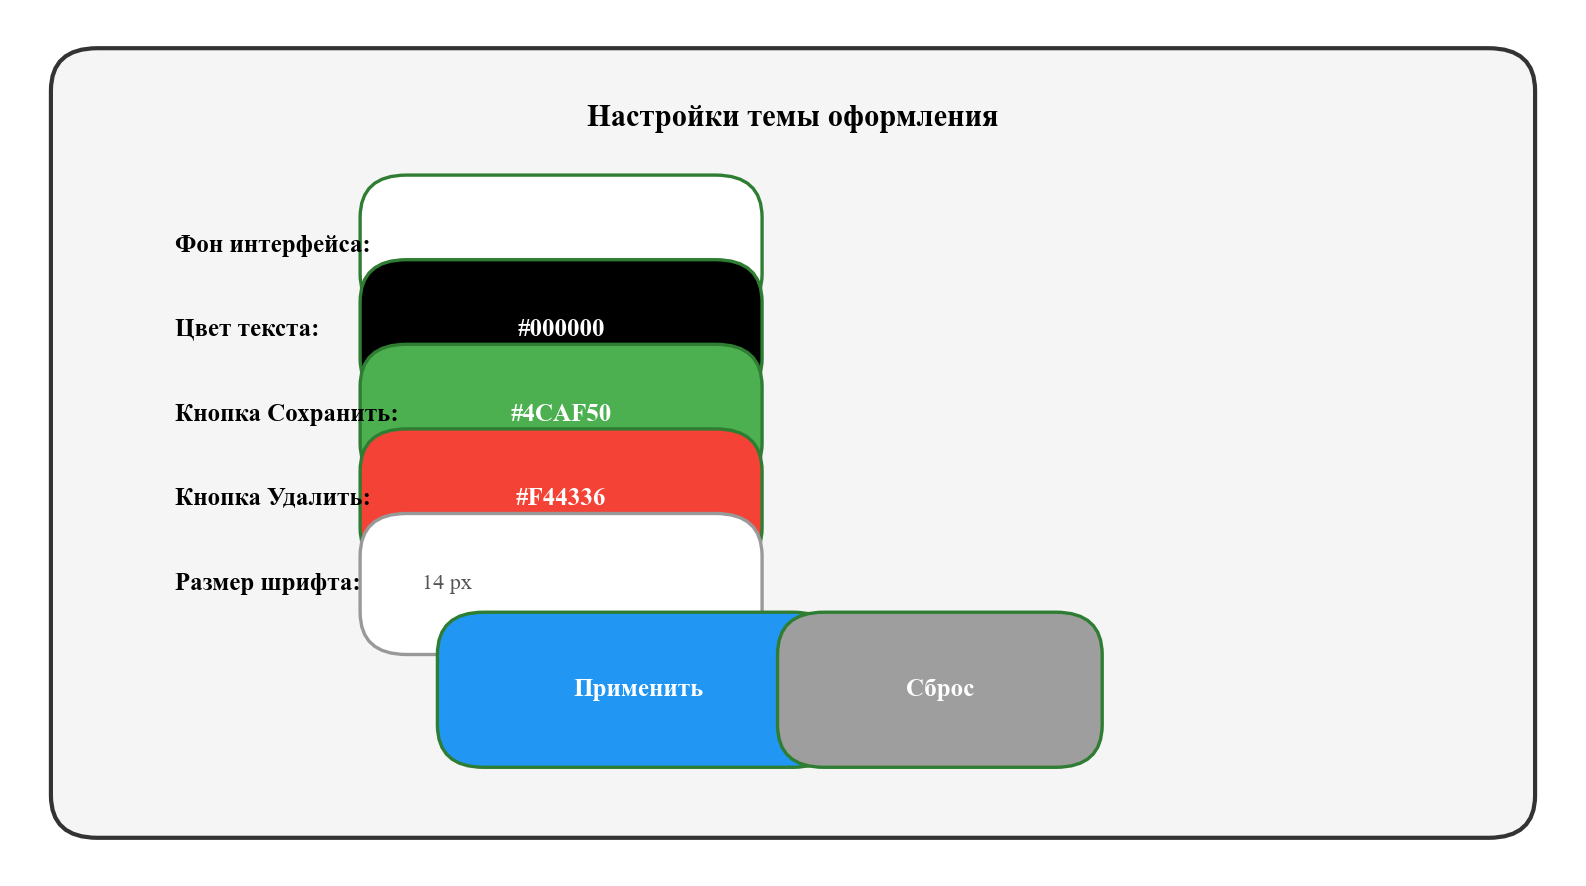 Настройки темы оформления
Фон интерфейса:
Цвет текста: #000000
Кнопка Сохранить: #4CAF50
Кнопка Удалить: #F44336
Размер шрифта: 14 px
Применить Сброс